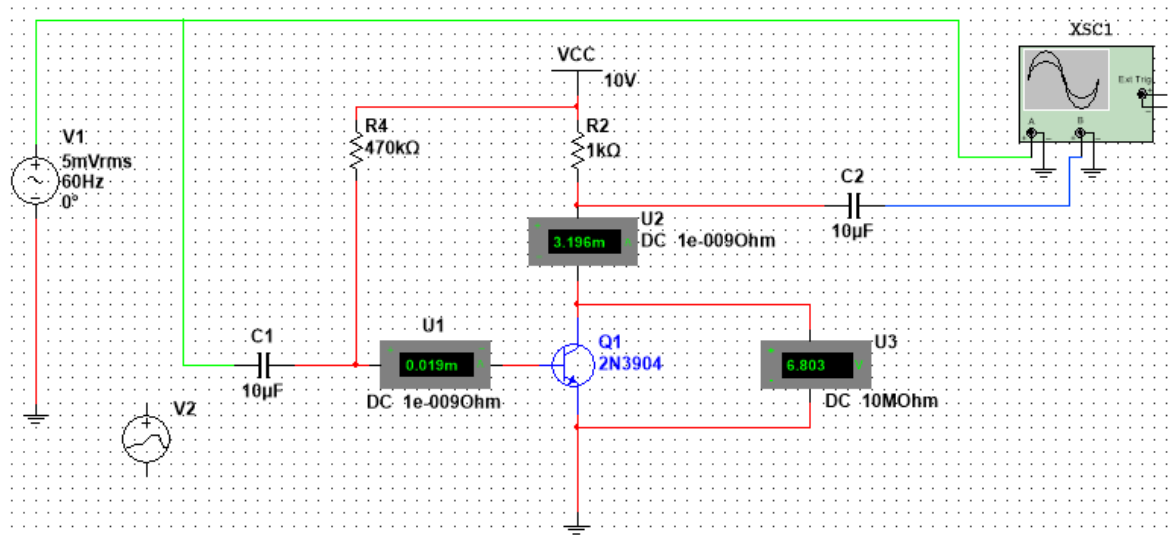 XSC1
Ext Trig
+
-
A
B
+ -
+ -
VCC
10V
R4
470kΩ
R2
1kΩ
V1
5mVrms
60Hz
0°
C2
10µF
U2
3.196m A
DC 1e-009Ohm
C1
10µF
U1
0.019m A
DC 1e-009Ohm
Q1
2N3904
U3
6.803 V
DC 10MOhm
V2